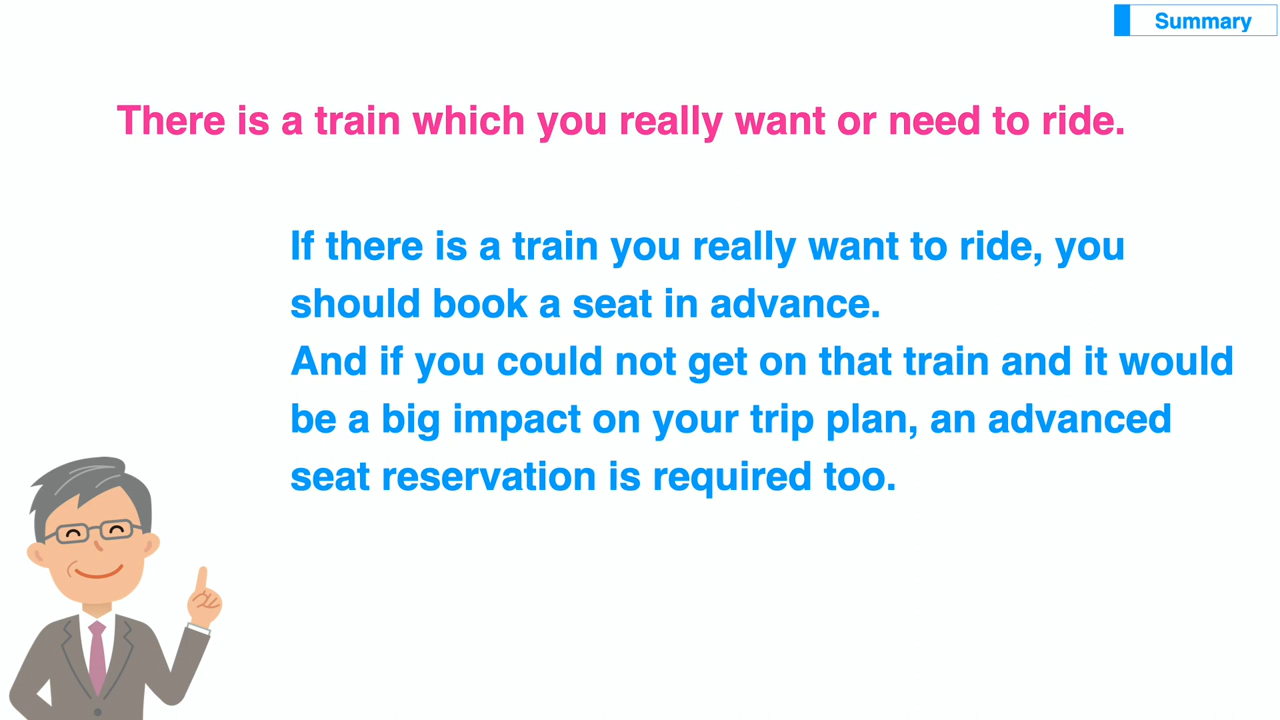 Summary
There is a train which you really want or need to ride.
If there is a train you really want to ride, you
should book a seat in advance.
And if you could not get on that train and it would
be a big impact on your trip plan, an advanced
seat reservation is required too.